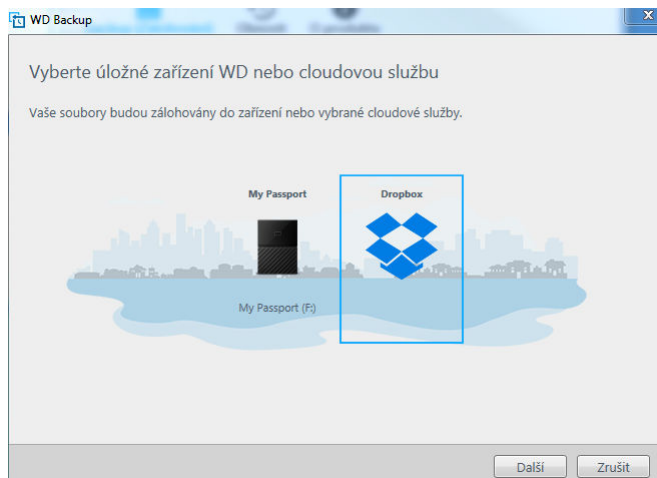 WD Backup
Vyberte úložné zařízení WD nebo cloudovou službu
Vaše soubory budou zálohovány do zařízení nebo vybrané cloudové služby.
My Passport
Dropbox
My Passport (F:)
Další
Zrušit